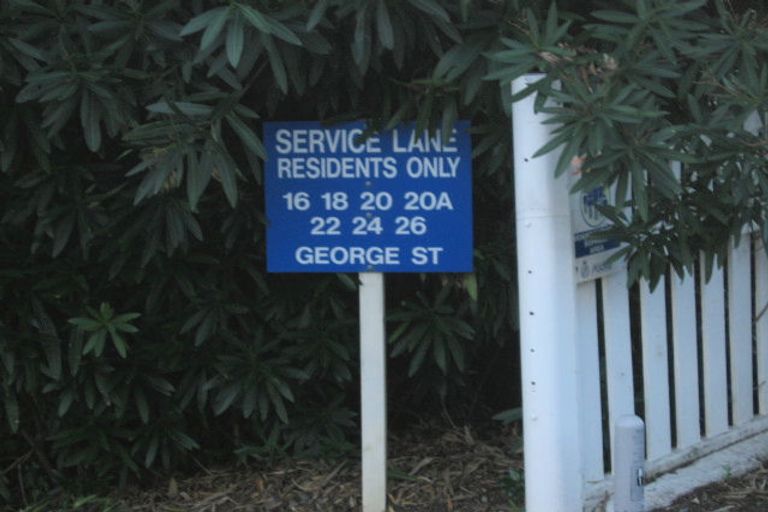 SERVICE LANE
RESIDENTS ONLY
16 18 20 20A
22 24 26
GEORGE ST